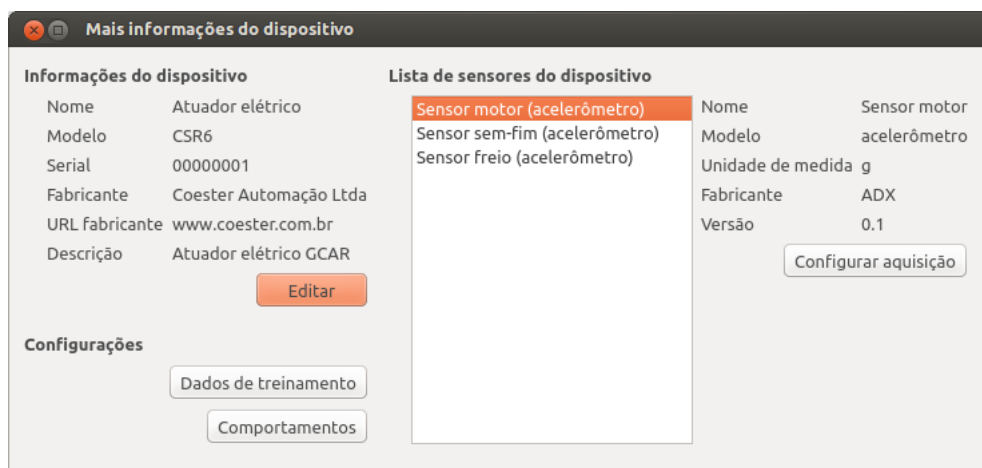 Mais informações do dispositivo
Informações do dispositivo
Nome Atuador elétrico
Modelo CSR6
Serial 00000001
Fabricante Coester Automação Ltda
URL fabricante www.coester.com.br
Descrição Atuador elétrico GCAR
Editar
Configurações
Dados de treinamento
Comportamentos
Lista de sensores do dispositivo
Sensor motor (acelerômetro)
Sensor sem-fim (acelerômetro)
Sensor freio (acelerômetro)
Nome Sensor motor
Modelo acelerômetro
Unidade de medida g
Fabricante ADX
Versão 0.1
Configurar aquisição